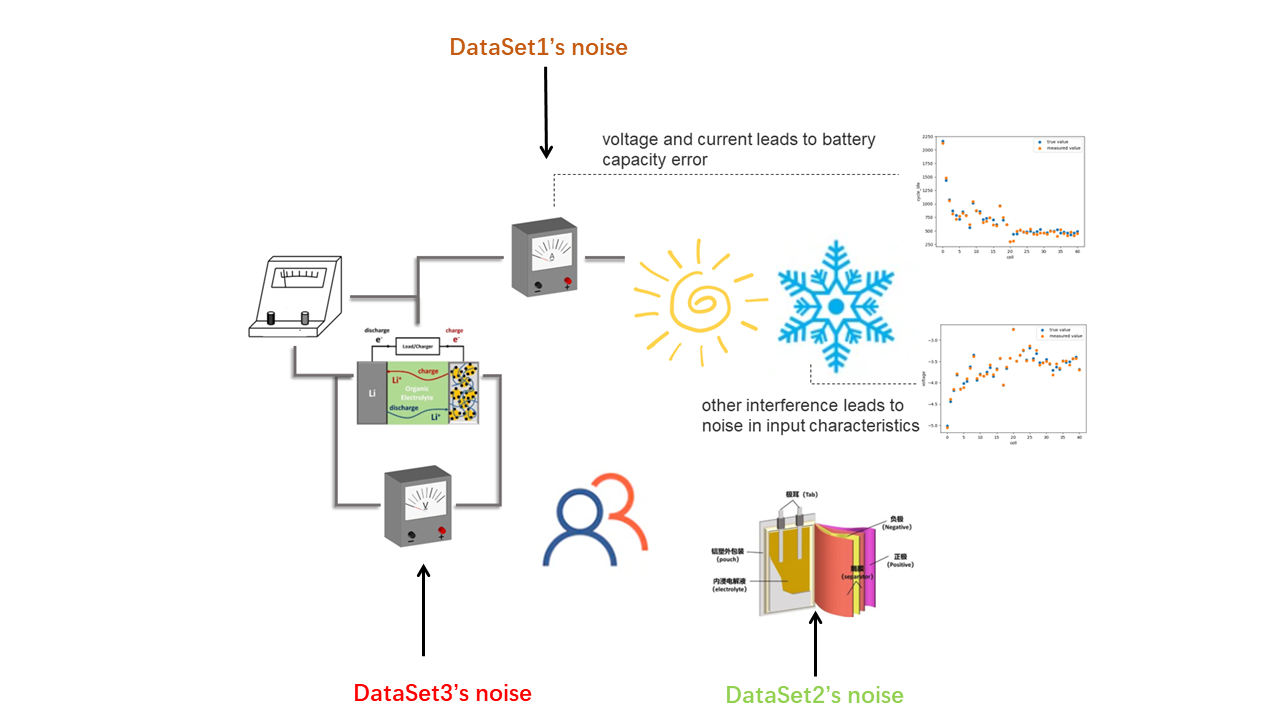 DataSet1's noise
voltage and current leads to battery
capacity error
2250
2000
1750
1500
1250
1000
750
500
250
cycle_life
true value
measured value
0 5 10 15 20 25 30 35 40
cell
A
discharge
e-
Load/Charger
charge
e-
Li
charge
Li+
Organic
Electrolyte
discharge
Li+
true value
measured value
-3.0
-3.5
-4.0
-4.5
-5.0
voltage
0 5 10 15 20 25 30 35 40
cell
other interference leads to
noise in input characteristics
V
极耳 (Tab)
负极
(Negative)
铝塑外包装
(pouch)
正极
(Positive)
隔膜
(separator)
内浸电解液
(electrolyte)
DataSet3's noise
DataSet2's noise